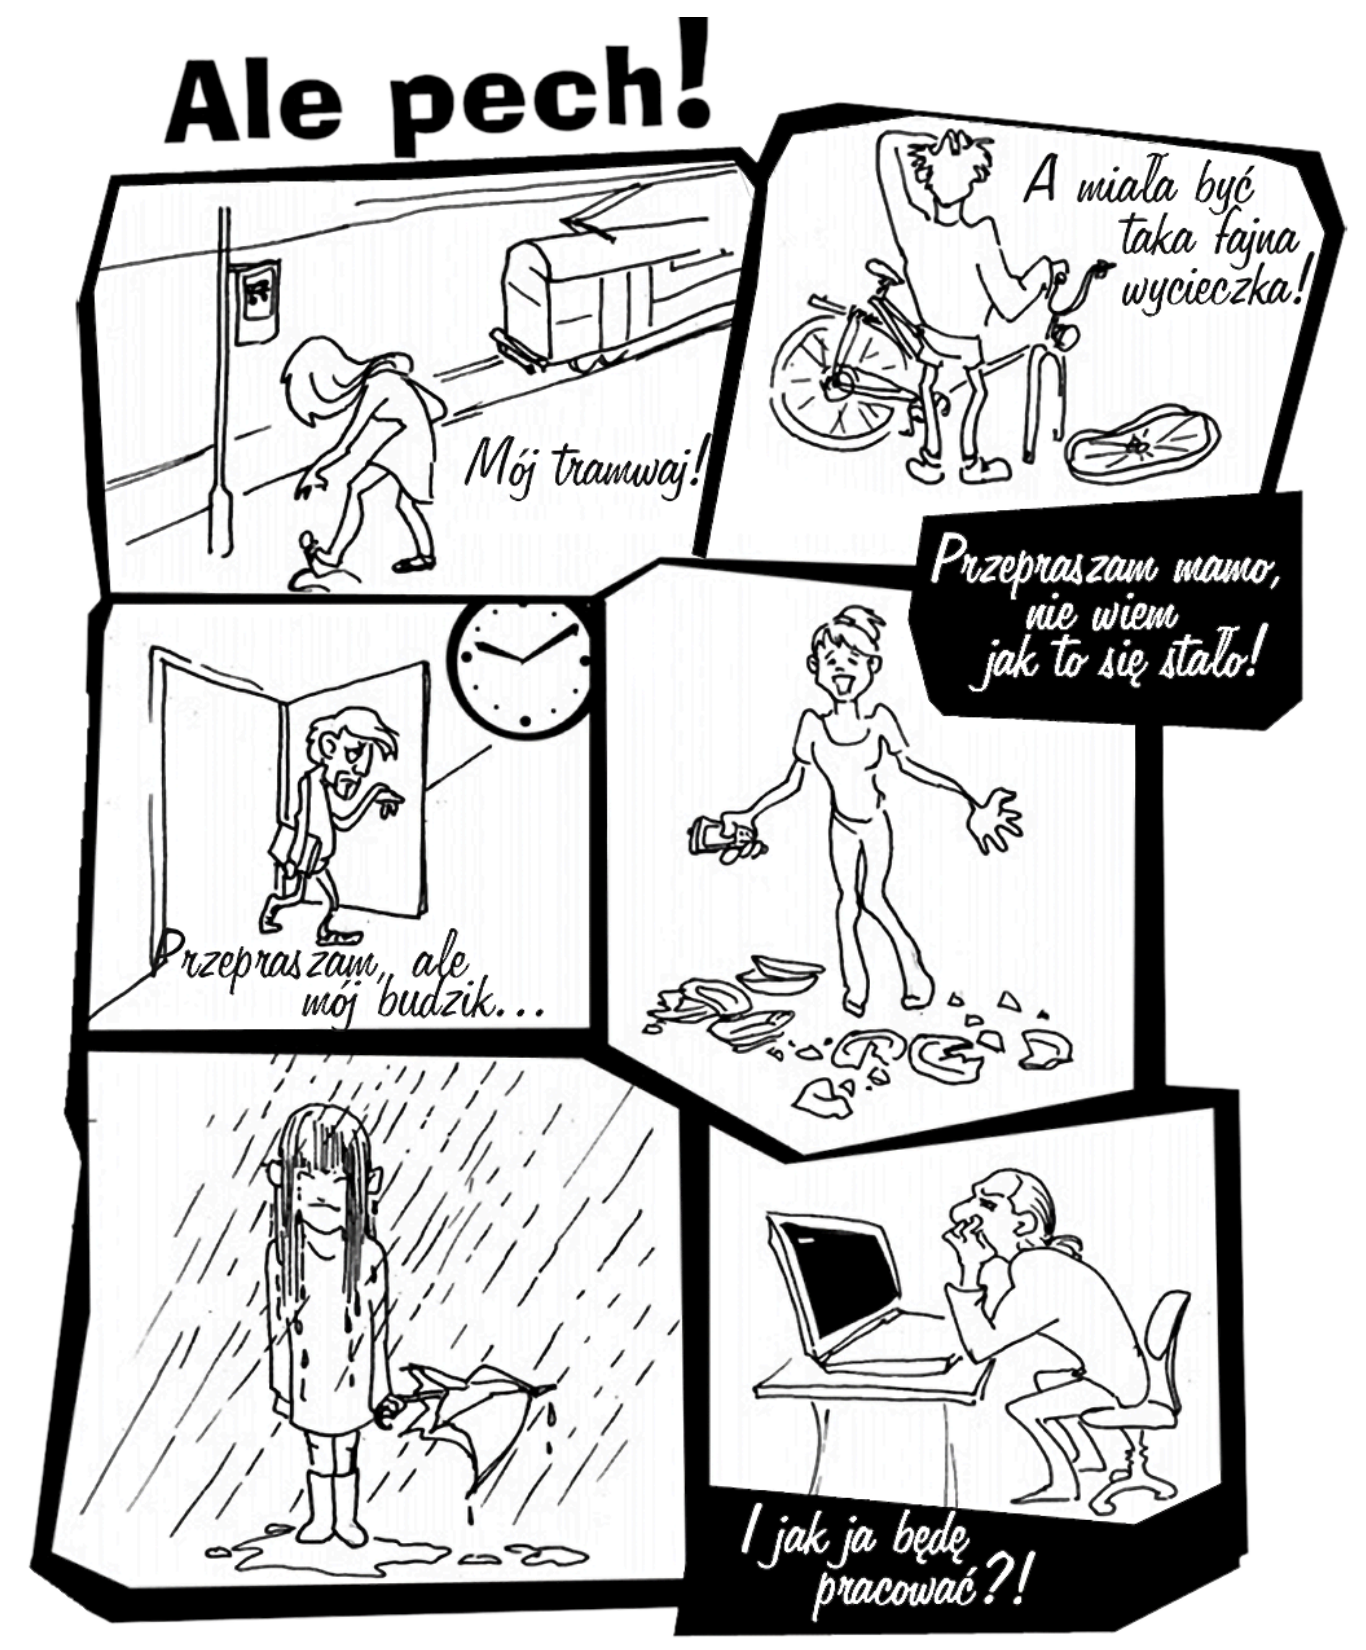 Ale pech!
Mój tramwaj!
A miała być
taka fajna
wycieczka!
Przepraszam, ale
mój budzik...
Przepraszam mamo,
nie wiem
jak to się stało!
I jak ja będę
pracować?!